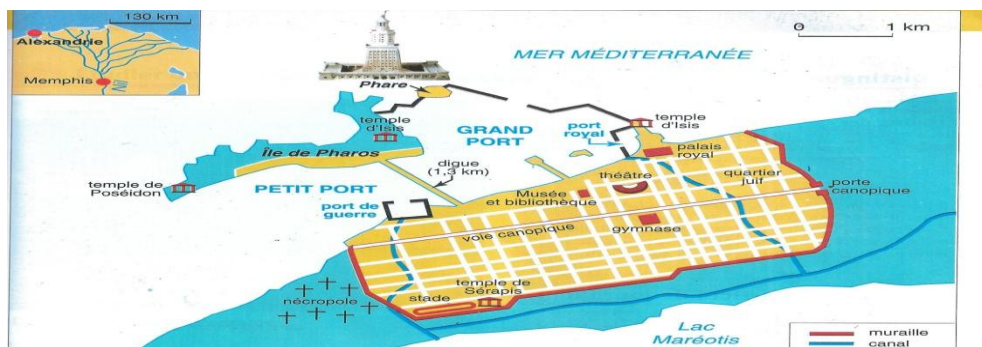 130 km
Alexandrie
Memphis
0 1 km
MER MÉDITERRANÉE
Phare
temple
d'Isis
GRAND
PORT
port
royal
temple
d'Isis
palais
royal
Île de Pharos
digue
(1,3 km)
théâtre
quartier
juif
temple de
Poséidon
PETIT PORT
Musée
et bibliothèque
porte
canopique
port de
guerre
voie canopique
gymnase
nécropole
stade
temple de
Sérapis
Lac
Maréotis
muraille
canal